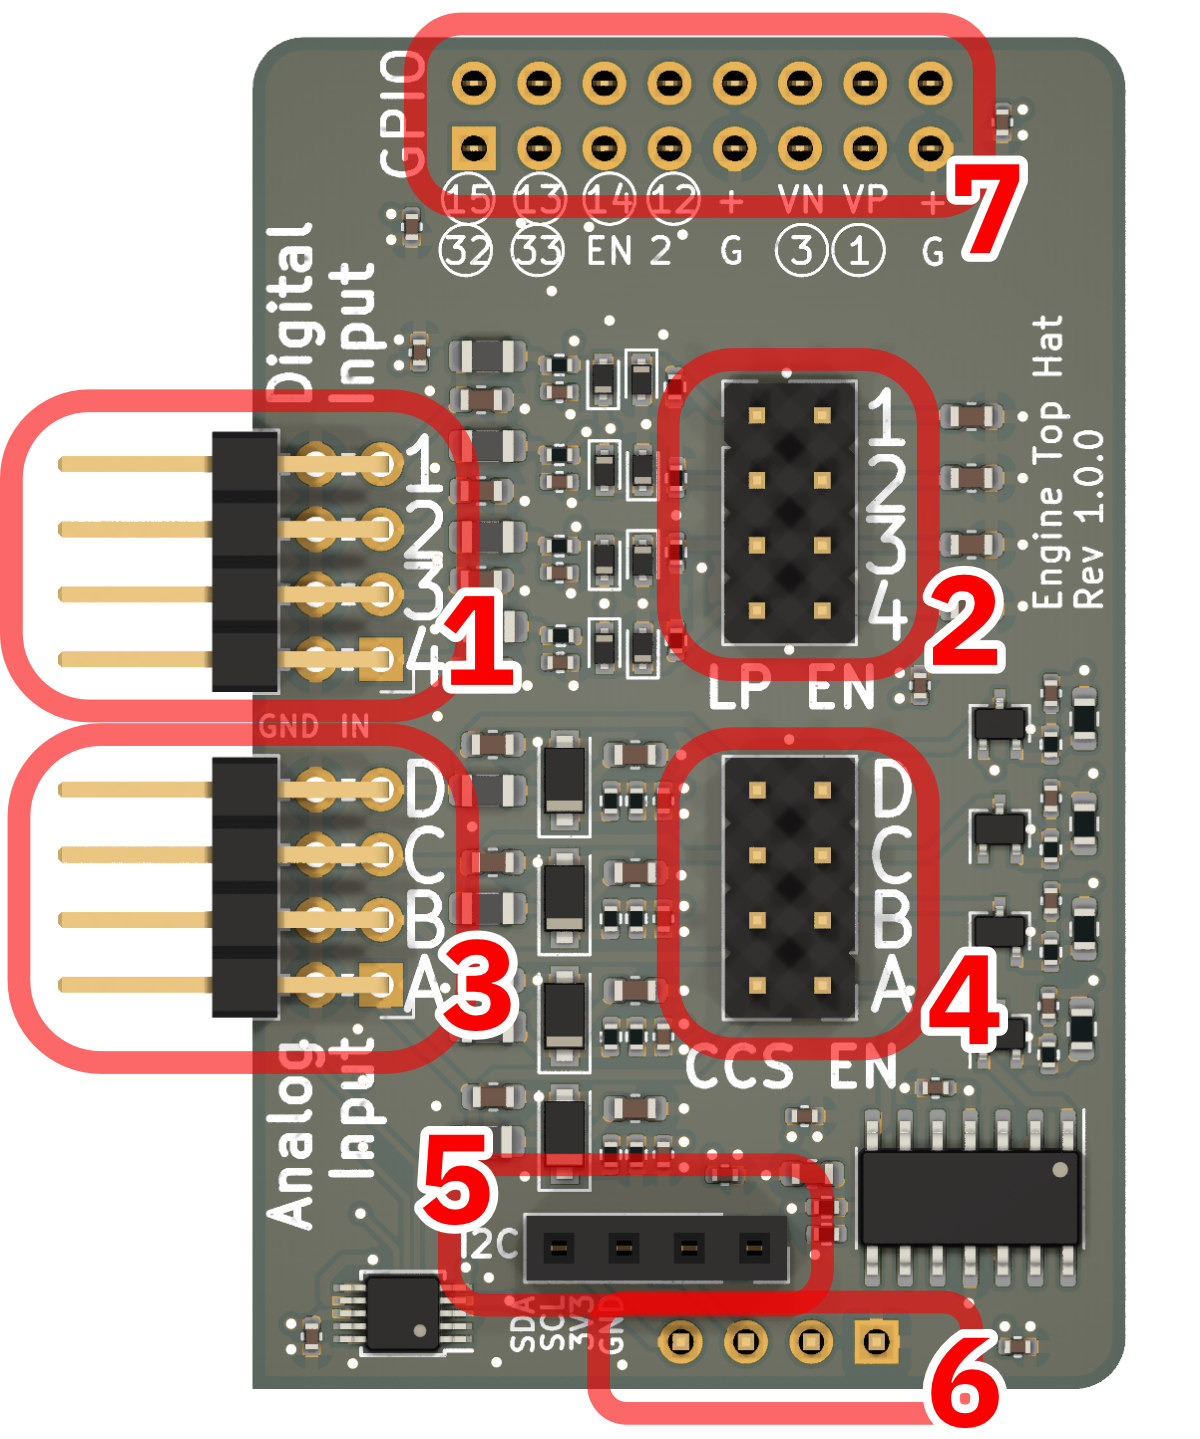 GPIO
15 13 14 12 + VN VP +
32 33 EN 2 G 3 1 G
7
Digital
Input
1
2
3
4
1
1
2
3
4
2
LP EN
Engine Top Hat
Rev 1.0.0
GND IN
D
C
B
A
3
D
C
B
A
4
CCS EN
Analog
Input
5
I2C
SDA
SCL
3V3
GND
6